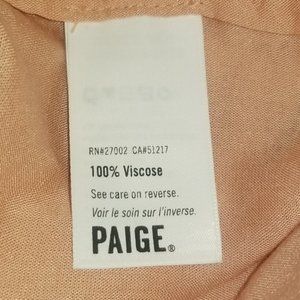 RN#27002 CA#51217
100% Viscose
See care on reverse.
Voir le soin sur l'inverse.
PAIGE®